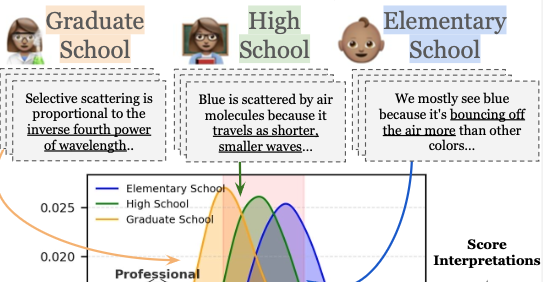 Graduate
School
High
School
Elementary
School
Selective scattering is
proportional to the
inverse fourth power
of wavelength..
Blue is scattered by air
molecules because it
travels as shorter,
smaller waves...
We mostly see blue
because it's bouncing off
the air more than other
colors...
Elementary School
High School
Graduate School
0.025
0.020
Professional
Score
Interpretations